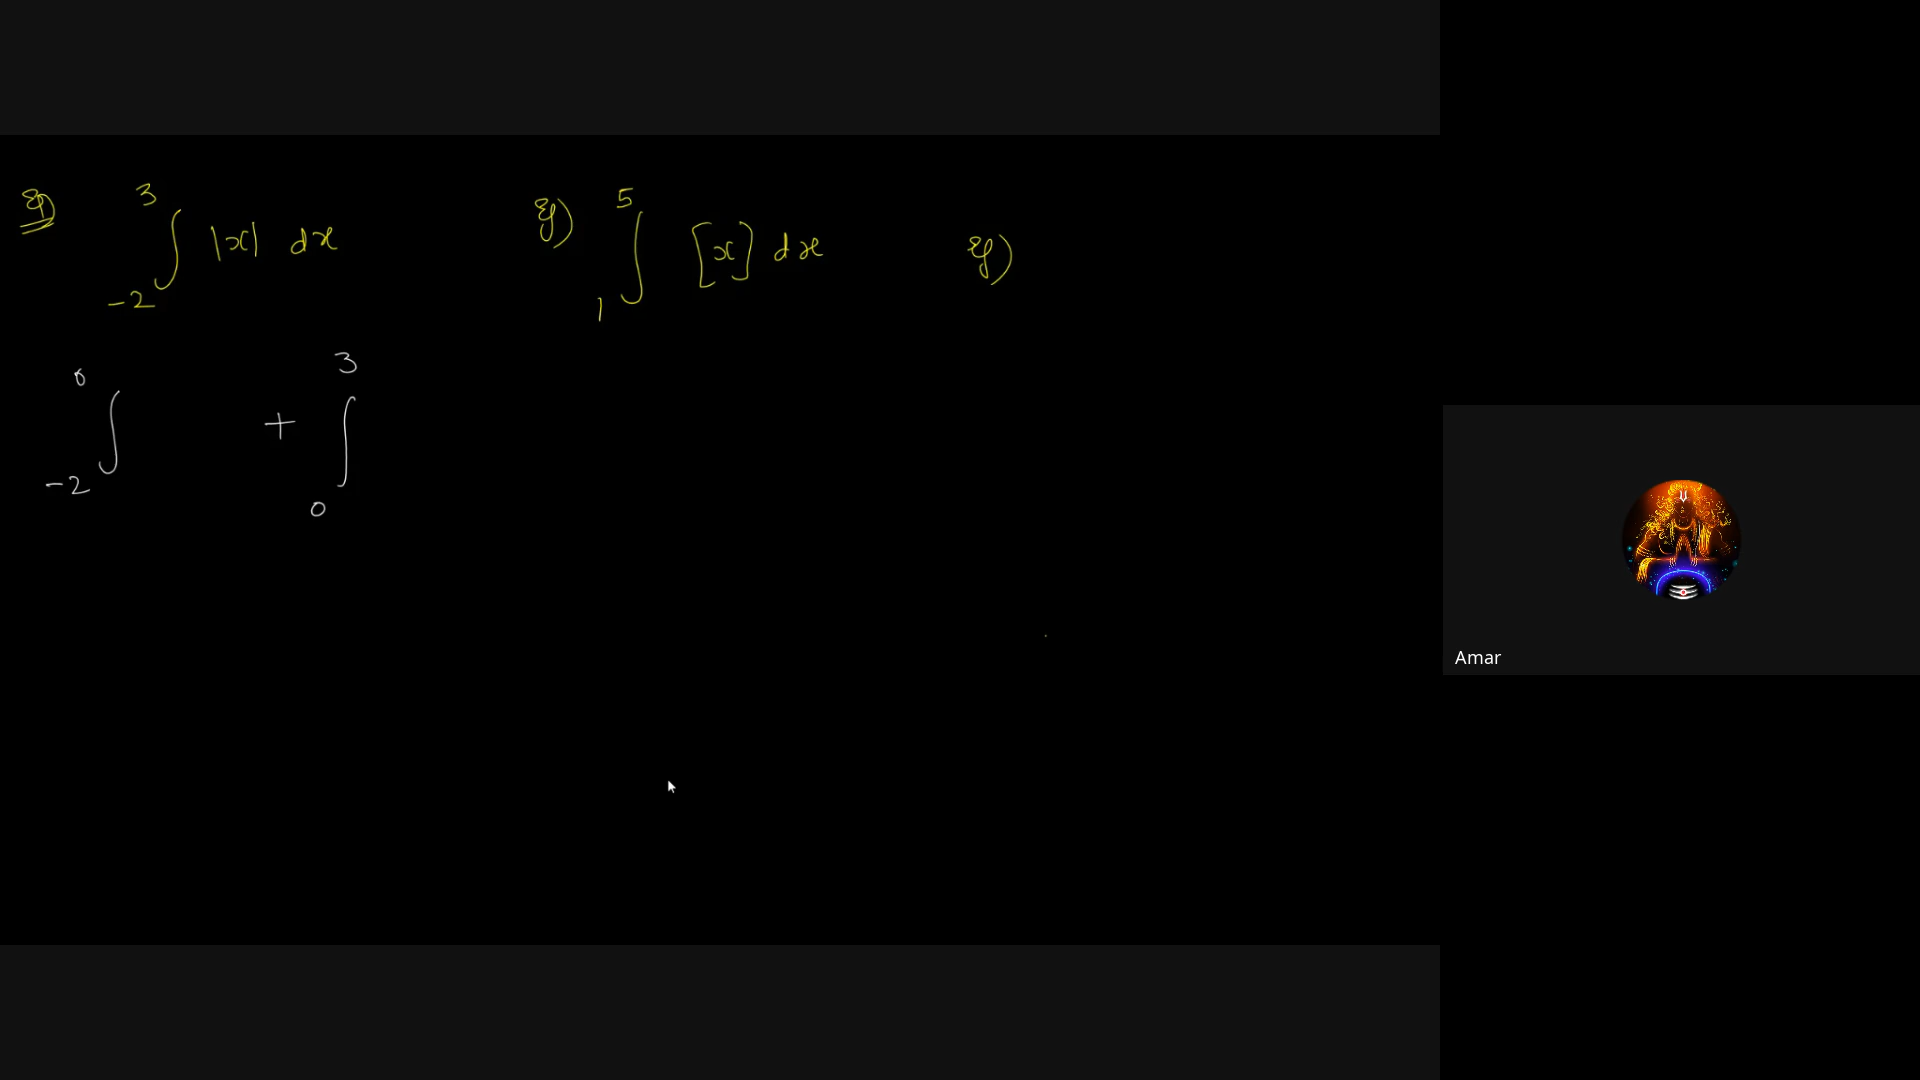 Eg) ∫_{-2}^{3} |x| dx
Eg) ∫_{1}^{5} [x] dx
Eg)
∫_{-2}^{0} + ∫_{0}^{3}
Amar